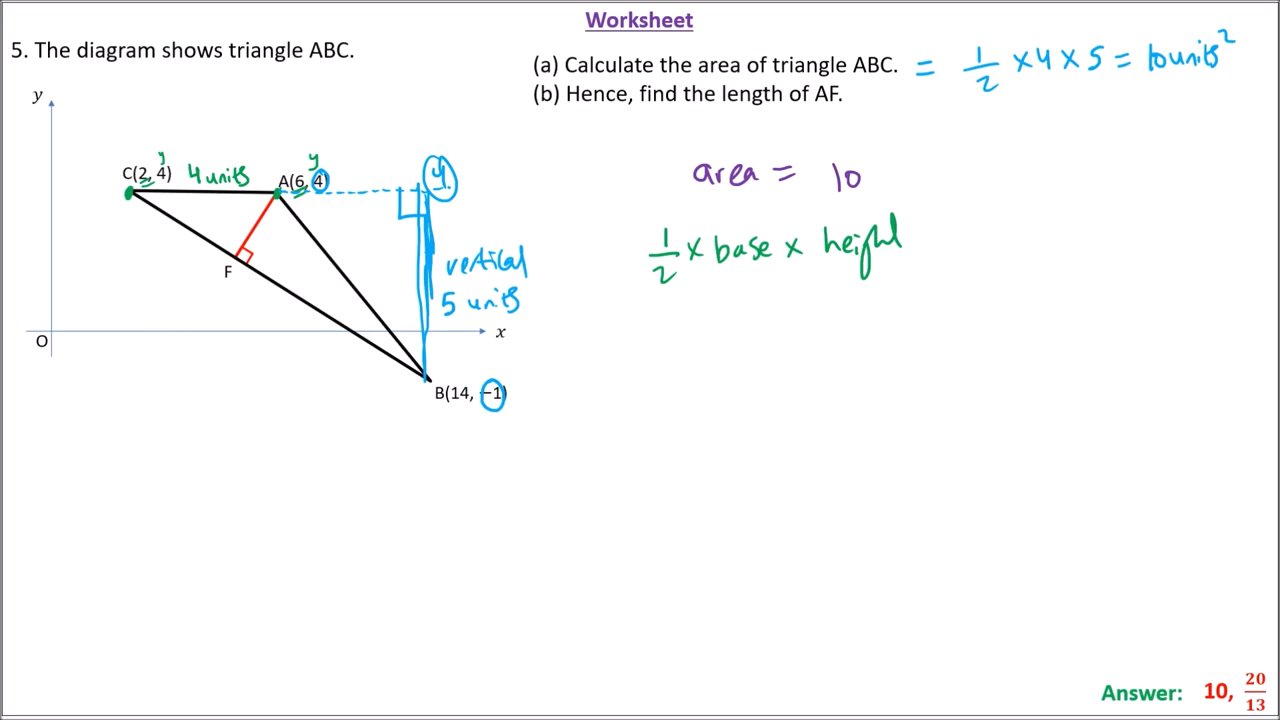 Worksheet
5. The diagram shows triangle ABC.
(a) Calculate the area of triangle ABC. = 1/2 × 4 × 5 = 10 units²
(b) Hence, find the length of AF.
y
C(2, 4) y 4 units A(6, 4) y 4
area = 10
1/2 × base × height
F
vertical
5 units
O
x
B(14, −1)
Answer: 10, 20/13